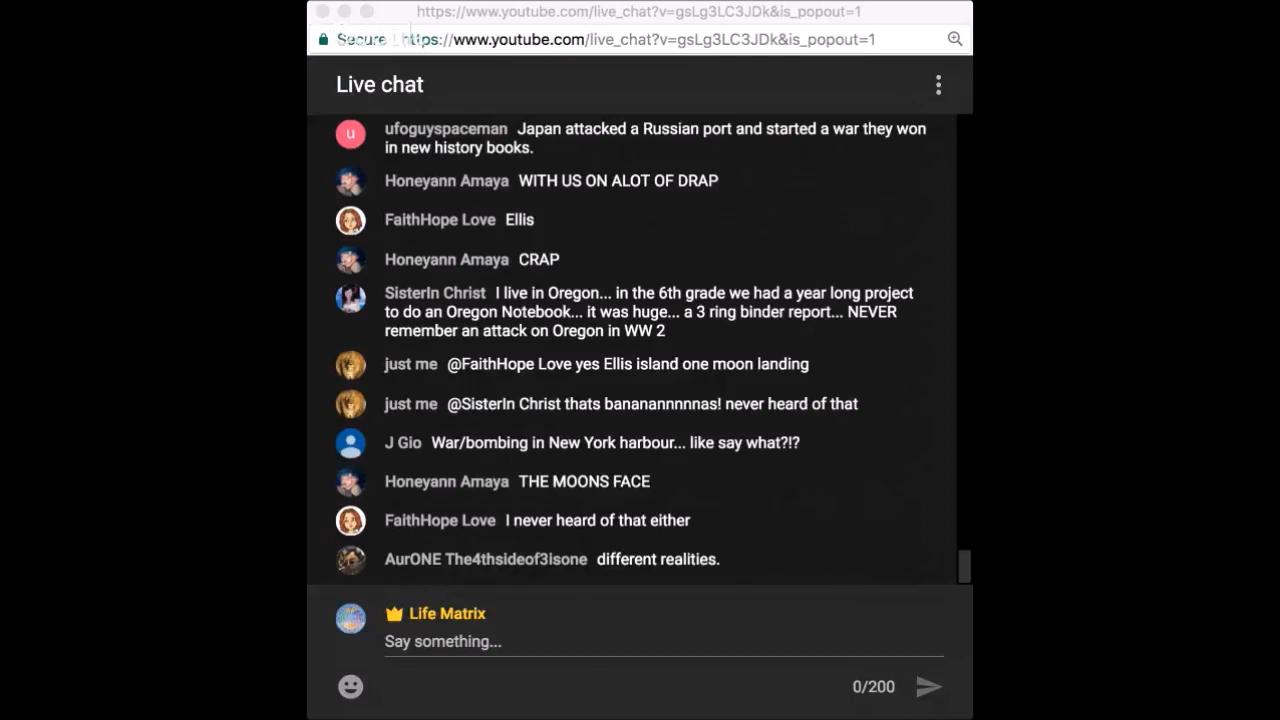 https://www.youtube.com/live_chat?v=gsLg3LC3JDk&is_popout=1
Secure https://www.youtube.com/live_chat?v=gsLg3LC3JDk&is_popout=1
Live chat
u ufoguyspaceman Japan attacked a Russian port and started a war they won
in new history books.
Honeyann Amaya WITH US ON ALOT OF DRAP
FaithHope Love Ellis
Honeyann Amaya CRAP
SisterIn Christ I live in Oregon... in the 6th grade we had a year long project
to do an Oregon Notebook... it was huge... a 3 ring binder report... NEVER
remember an attack on Oregon in WW 2
just me @FaithHope Love yes Ellis island one moon landing
just me @SisterIn Christ thats banananнnnas! never heard of that
J Gio War/bombing in New York harbour... like say what?!?
Honeyann Amaya THE MOONS FACE
FaithHope Love I never heard of that either
AurONE The4thsideof3isone different realities.
Life Matrix
Say something...
0/200